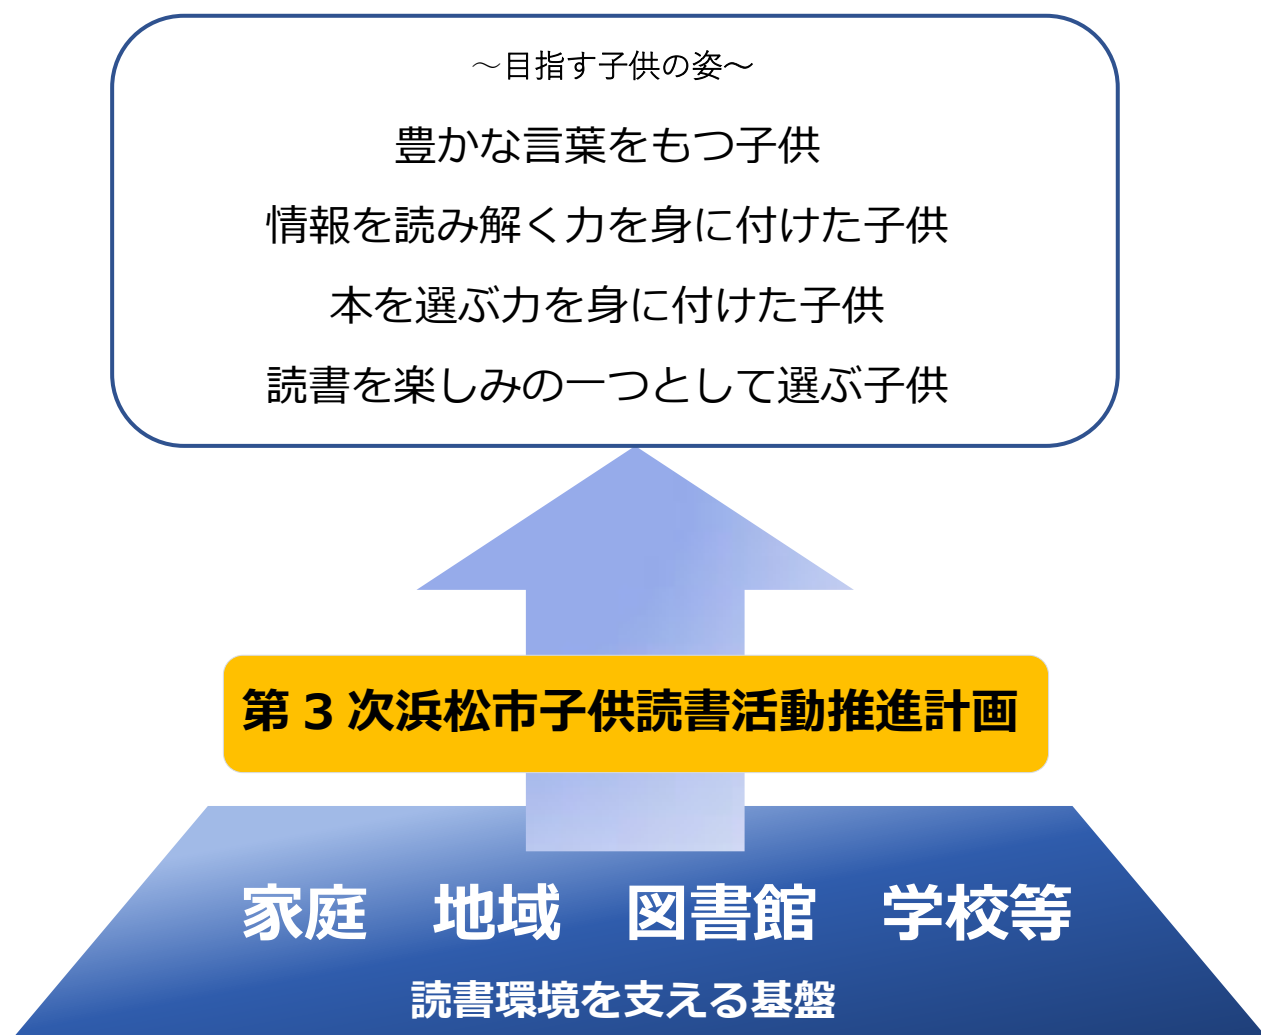 ～目指す子供の姿～
豊かな言葉をもつ子供
情報を読み解く力を身に付けた子供
本を選ぶ力を身に付けた子供
読書を楽しみの一つとして選ぶ子供
第３次浜松市子供読書活動推進計画
家庭　地域　図書館　学校等
読書環境を支える基盤